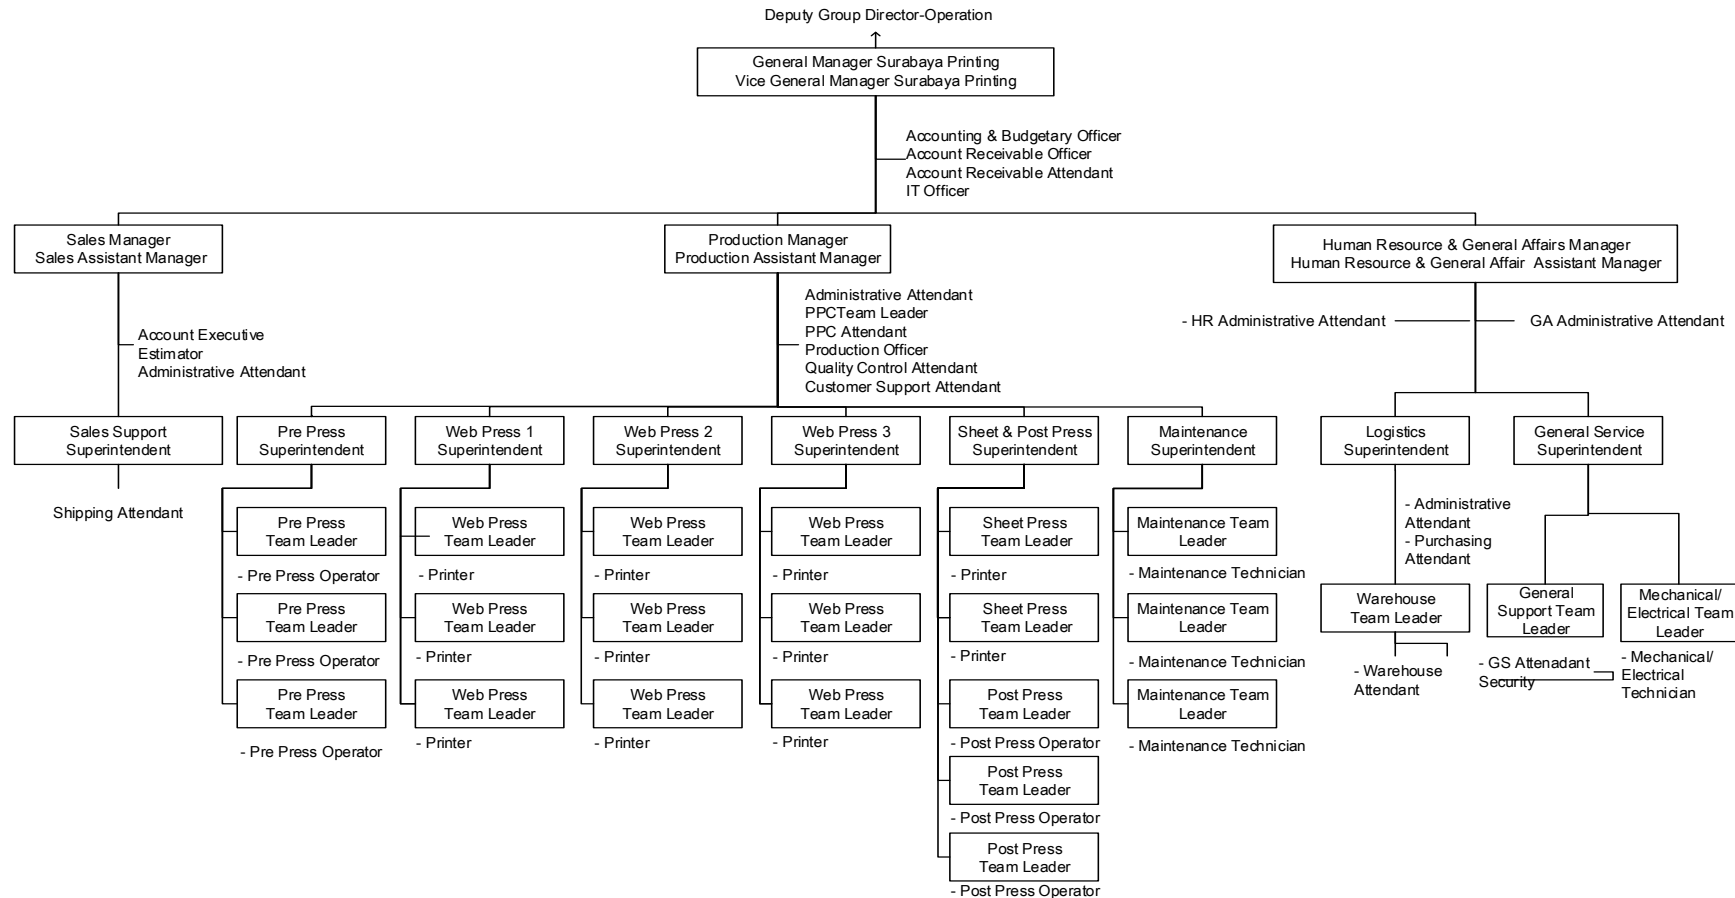 Deputy Group Director-Operation
General Manager Surabaya Printing
Vice General Manager Surabaya Printing
Accounting & Budgetary Officer
Account Receivable Officer
Account Receivable Attendant
IT Officer
Sales Manager
Sales Assistant Manager
Production Manager
Production Assistant Manager
Human Resource & General Affairs Manager
Human Resource & General Affair Assistant Manager
Account Executive
Estimator
Administrative Attendant
Administrative Attendant
PPCTeam Leader
PPC Attendant
Production Officer
Quality Control Attendant
Customer Support Attendant
- HR Administrative Attendant
GA Administrative Attendant
Sales Support
Superintendent
Pre Press
Superintendent
Web Press 1
Superintendent
Web Press 2
Superintendent
Web Press 3
Superintendent
Sheet & Post Press
Superintendent
Maintenance
Superintendent
Logistics
Superintendent
General Service
Superintendent
Shipping Attendant
Pre Press
Team Leader
- Pre Press Operator
Pre Press
Team Leader
- Pre Press Operator
Pre Press
Team Leader
- Pre Press Operator
Web Press
Team Leader
- Printer
Web Press
Team Leader
- Printer
Web Press
Team Leader
- Printer
Web Press
Team Leader
- Printer
Web Press
Team Leader
- Printer
Web Press
Team Leader
- Printer
Web Press
Team Leader
- Printer
Web Press
Team Leader
- Printer
Web Press
Team Leader
- Printer
Sheet Press
Team Leader
- Printer
Sheet Press
Team Leader
- Printer
Post Press
Team Leader
- Post Press Operator
Post Press
Team Leader
- Post Press Operator
Post Press
Team Leader
- Post Press Operator
Maintenance Team
Leader
- Maintenance Technician
Maintenance Team
Leader
- Maintenance Technician
Maintenance Team
Leader
- Maintenance Technician
- Administrative
Attendant
- Purchasing
Attendant
Warehouse
Team Leader
- Warehouse
Attendant
General
Support Team
Leader
- GS Attenadant
Security
Mechanical/
Electrical Team
Leader
- Mechanical/
Electrical
Technician